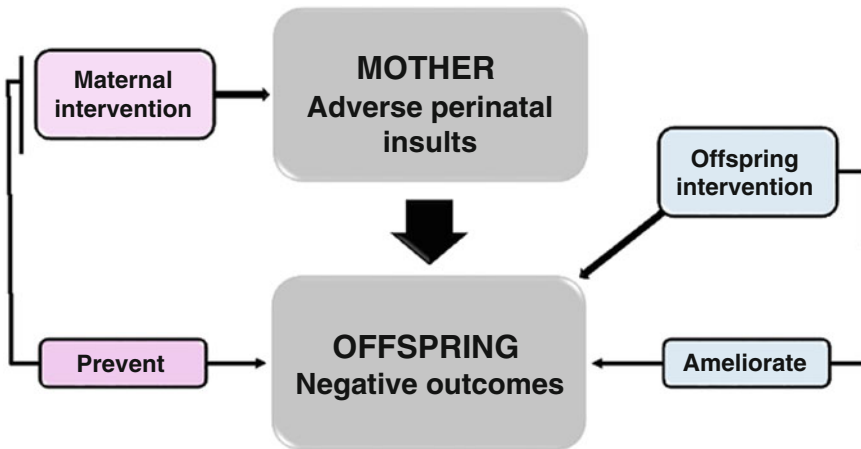 MOTHER
Adverse perinatal
insults
Maternal
intervention
Offspring
intervention
OFFSPRING
Negative outcomes
Prevent
Ameliorate